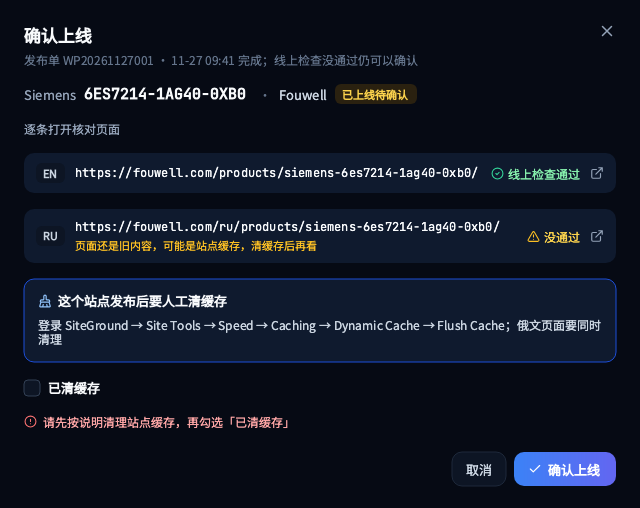 确认上线
发布单 WP20261127001 · 11-27 09:41 完成；线上检查没通过仍可以确认
Siemens 6ES7214-1AG40-0XB0 · Fouwell 已上线待确认
逐条打开核对页面
EN https://fouwell.com/products/siemens-6es7214-1ag40-0xb0/ 线上检查通过
RU https://fouwell.com/ru/products/siemens-6es7214-1ag40-0xb0/ 没通过
页面还是旧内容，可能是站点缓存，清缓存后再看
这个站点发布后要人工清缓存
登录 SiteGround → Site Tools → Speed → Caching → Dynamic Cache → Flush Cache；俄文页面要同时
清理
已清缓存
请先按说明清理站点缓存，再勾选「已清缓存」
取消 确认上线